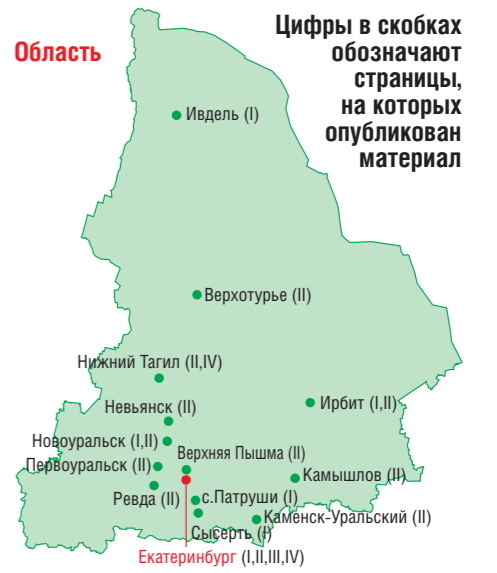 Область
Цифры в скобках
обозначают
страницы,
на которых
опубликован
материал
Ивдель (I)
Верхотурье (II)
Нижний Тагил (II,IV)
Ирбит (I,II)
Невьянск (II)
Новоуральск (I,II)
Верхняя Пышма (II)
Первоуральск (II)
Камышлов (II)
Ревда (II)
с.Патруши (I)
Сысерть (I)
Каменск-Уральский (II)
Екатеринбург (I,II,III,IV)